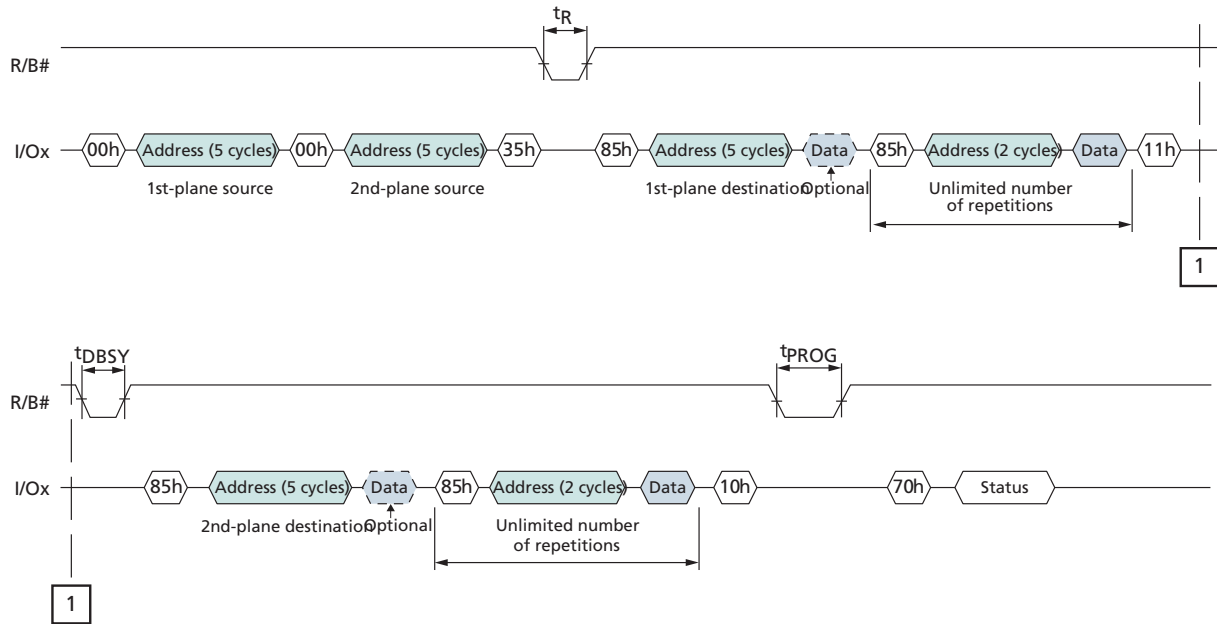 tR
R/B#
I/Ox
00h Address (5 cycles) 00h Address (5 cycles) 35h 85h Address (5 cycles) Data 85h Address (2 cycles) Data 11h
1st-plane source
2nd-plane source
1st-plane destination
Optional
Unlimited number
of repetitions
1
tDBSY
tPROG
R/B#
I/Ox
85h Address (5 cycles) Data 85h Address (2 cycles) Data 10h 70h Status
2nd-plane destination
Optional
Unlimited number
of repetitions
1